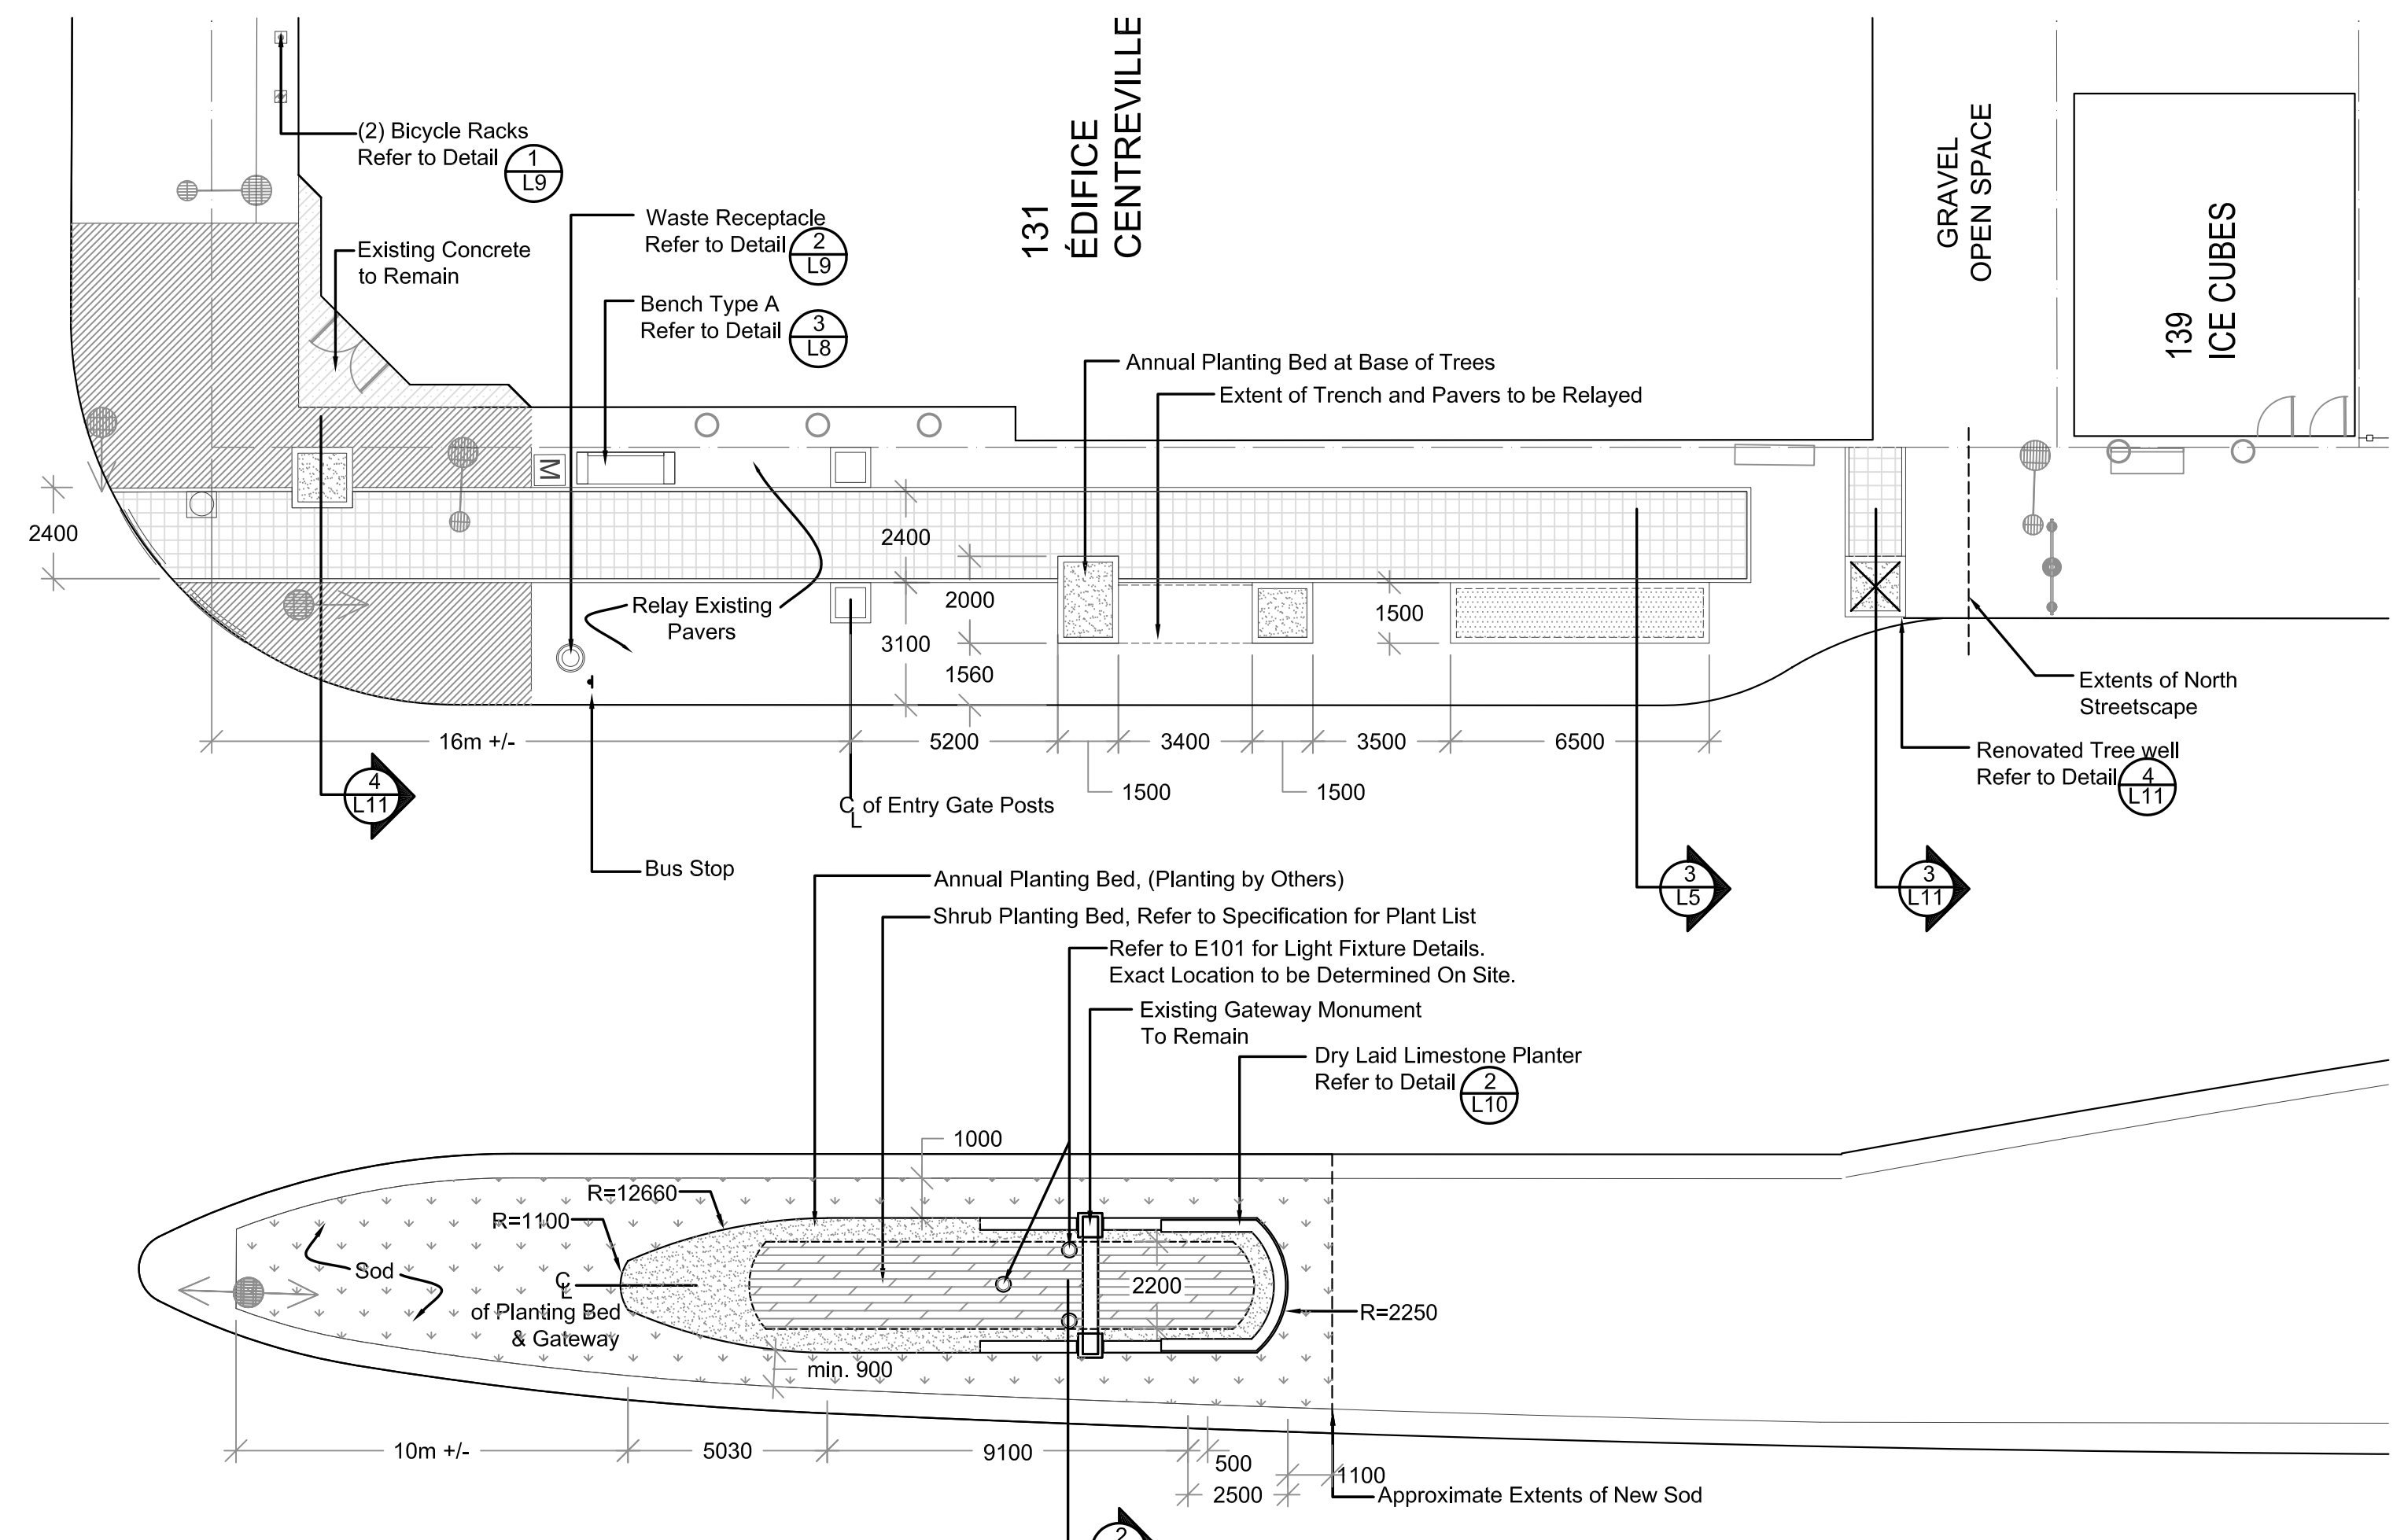 131
ÉDIFICE
CENTREVILLE
GRAVEL
OPEN SPACE
139
ICE CUBES
(2) Bicycle Racks
Refer to Detail
1
L9
Existing Concrete
to Remain
Waste Receptacle
Refer to Detail
2
L9
Bench Type A
Refer to Detail
3
L8
Annual Planting Bed at Base of Trees
Extent of Trench and Pavers to be Relayed
M
2400
2400
2000
3100
1560
1500
Relay Existing
Pavers
Extents of North
Streetscape
Renovated Tree well
Refer to Detail
4
L11
16m +/-
5200
3400
3500
6500
1500
1500
4
L11
CL of Entry Gate Posts
Bus Stop
3
L5
3
L11
Annual Planting Bed, (Planting by Others)
Shrub Planting Bed, Refer to Specification for Plant List
Refer to E101 for Light Fixture Details.
Exact Location to be Determined On Site.
Existing Gateway Monument
To Remain
Dry Laid Limestone Planter
Refer to Detail
2
L10
1000
R=12660
R=1100
Sod
CL
of Planting Bed
& Gateway
2200
R=2250
min. 900
10m +/-
5030
9100
500
2500
1100
Approximate Extents of New Sod
2